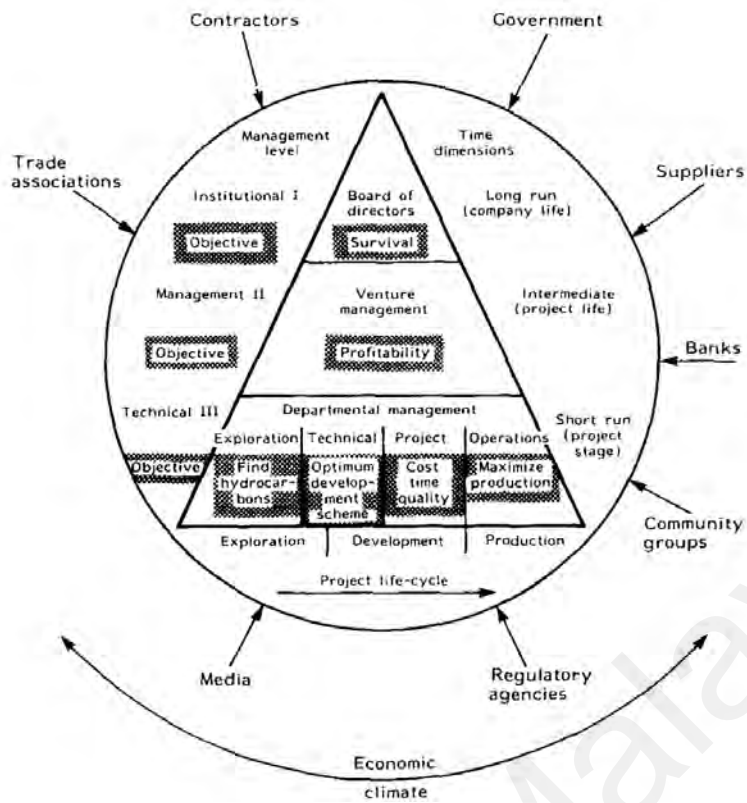 Contractors
Government
Trade
associations
Suppliers
Management
level
Time
dimensions
Institutional I
Board of
directors
Long run
(company life)
Objective
Survival
Management II
Venture
management
Intermediate
(project life)
Objective
Profitability
Banks
Technical III
Departmental management
Short run
(project
stage)
Exploration
Technical
Project
Operations
Objective
Find
hydrocar-
bons
Optimum
develop-
ment
scheme
Cost
time
quality
Maximize
production
Exploration
Development
Production
Community
groups
Project life-cycle
Media
Regulatory
agencies
Economic
climate
Mala